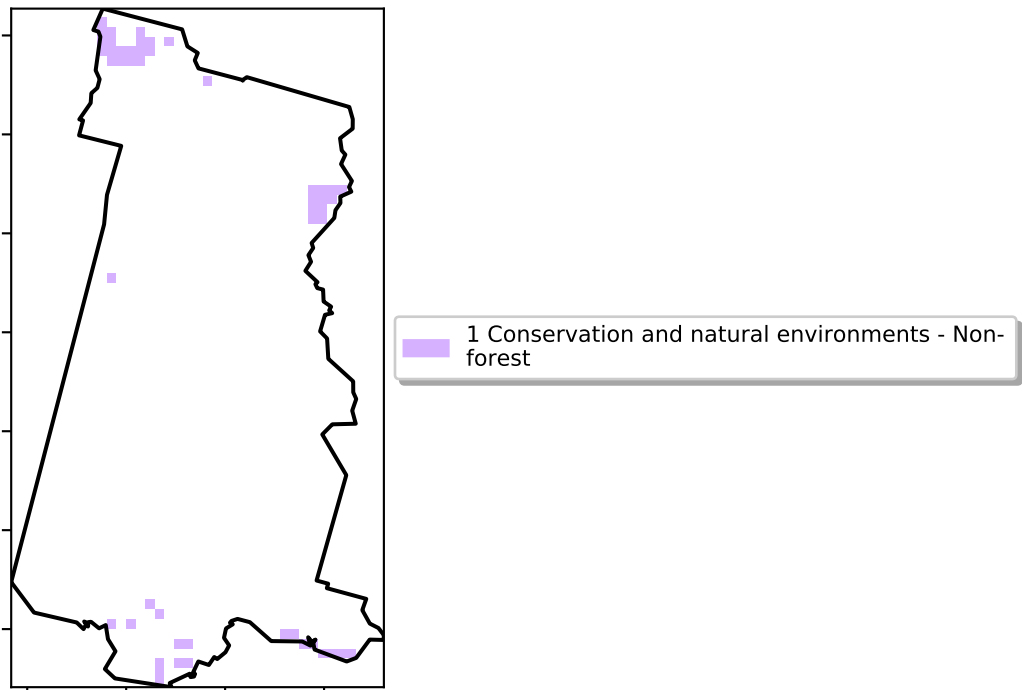 1 Conservation and natural environments - Non-
forest